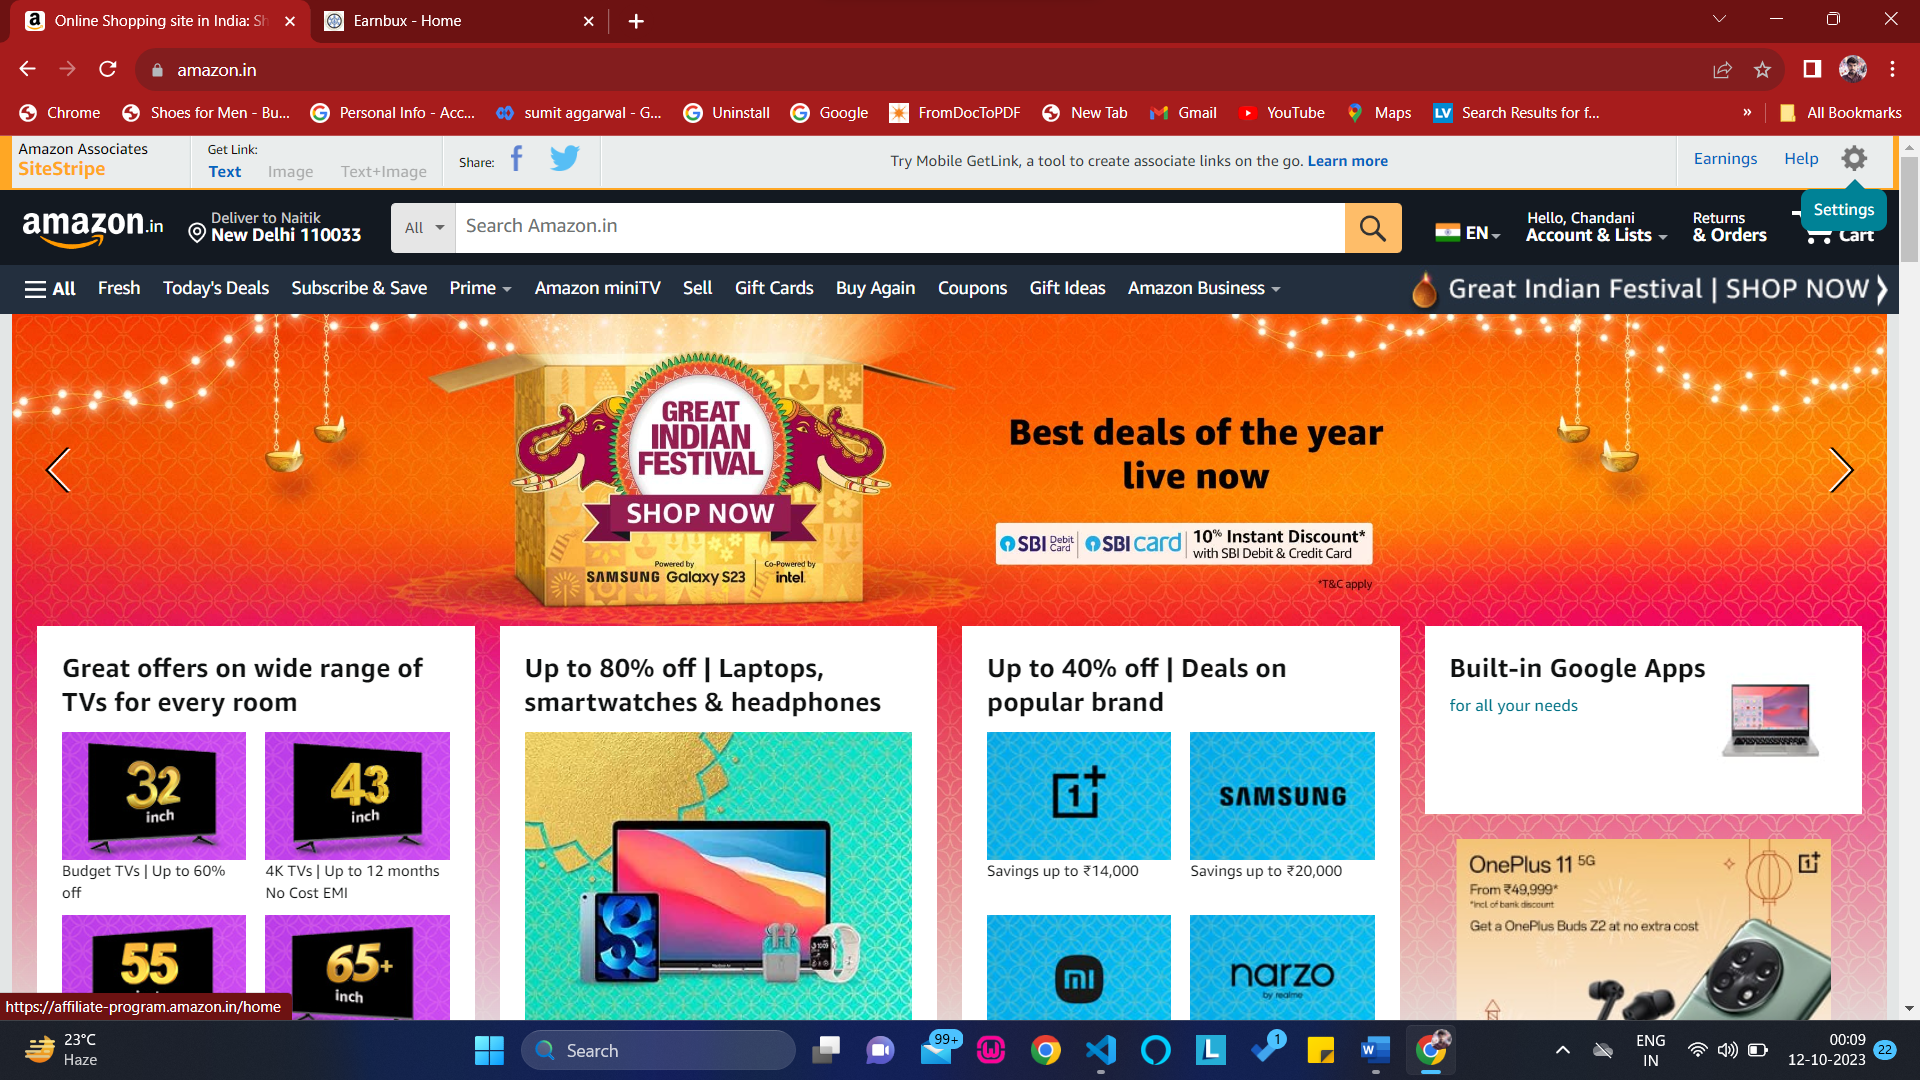 Online Shopping site in India: Sh
Earnbux - Home
amazon.in
Chrome
Shoes for Men - Bu...
Personal Info - Acc...
sumit aggarwal - G...
Uninstall
Google
FromDocToPDF
New Tab
Gmail
YouTube
Maps
LV
Search Results for f...
»
All Bookmarks
Amazon Associates
SiteStripe
Get Link:
Text
Image
Text+Image
Share:
Try Mobile GetLink, a tool to create associate links on the go. Learn more
Earnings
Help
Settings
amazon.in
Deliver to Naitik
New Delhi 110033
All
Search Amazon.in
EN
Hello, Chandani
Account & Lists
Returns
& Orders
Cart
All
Fresh
Today's Deals
Subscribe & Save
Prime
Amazon miniTV
Sell
Gift Cards
Buy Again
Coupons
Gift Ideas
Amazon Business
Great Indian Festival | SHOP NOW
GREAT
INDIAN
FESTIVAL
SHOP NOW
Powered by
SAMSUNG Galaxy S23
Co-Powered by
intel.
Best deals of the year
live now
SBI Debit Card
SBI card
10% Instant Discount*
with SBI Debit & Credit Card
*T&C apply
Great offers on wide range of
TVs for every room
32
inch
43
inch
Budget TVs | Up to 60%
off
4K TVs | Up to 12 months
No Cost EMI
55
65+
inch
Up to 80% off | Laptops,
smartwatches & headphones
Up to 40% off | Deals on
popular brand
1+
SAMSUNG
Savings up to ₹14,000
Savings up to ₹20,000
mi
narzo
by realme
Built-in Google Apps
for all your needs
OnePlus 11 5G
From ₹49,999*
*Incl. of bank discount
Get a OnePlus Buds Z2 at no extra cost
1+
https://affiliate-program.amazon.in/home
23°C
Haze
Search
99+
L
1
W
ENG
IN
00:09
12-10-2023
22